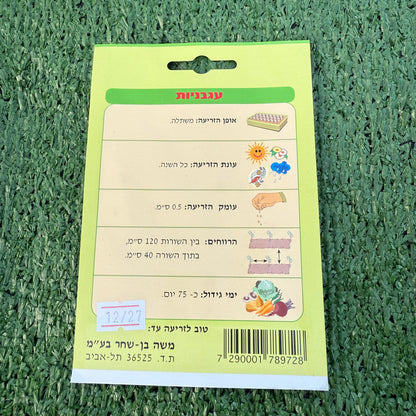 עגבניות
אופן הזריעה: משתלה.
עונת הזריעה: כל השנה.
עומק הזריעה: 0.5 ס״מ.
הרווחים: בין השורות 120 ס״מ,
בתוך השורה 40 ס״מ.
ימי גידול: כ- 75 יום.
12/27
טוב לזריעה עד:
משה בן-שחר בע״מ
ת.ד. 36525 תל-אביב
7 290001 789728